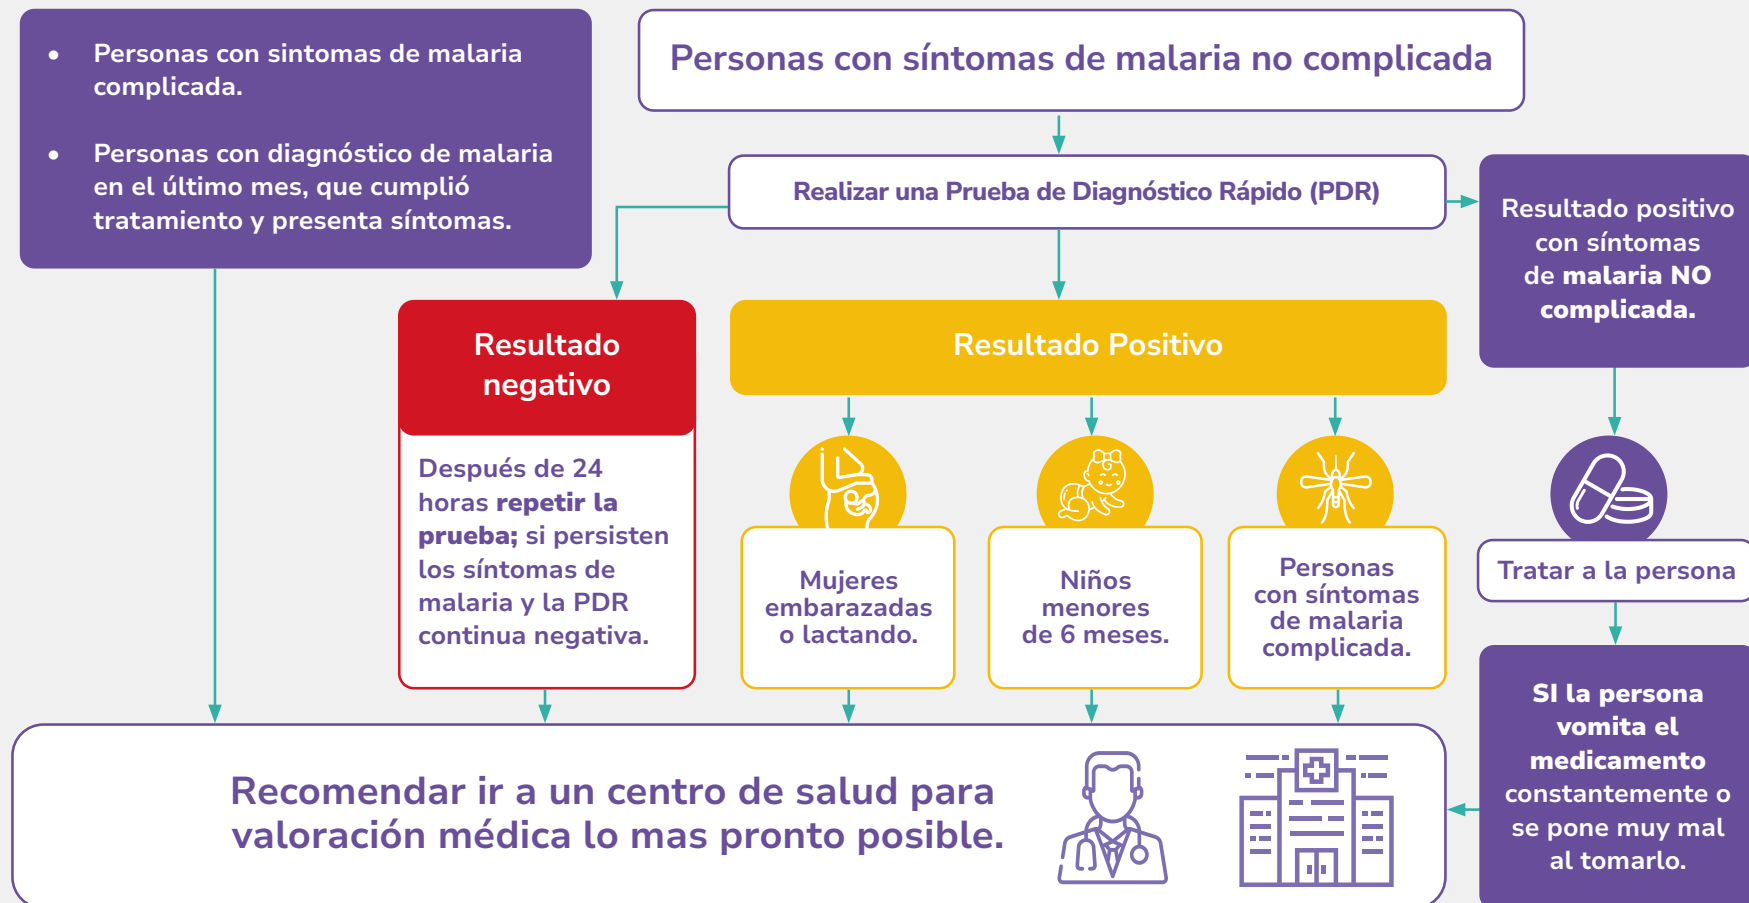 • Personas con sintomas de malaria
complicada.
• Personas con diagnóstico de malaria
en el último mes, que cumplió
tratamiento y presenta síntomas.
Personas con síntomas de malaria no complicada
Realizar una Prueba de Diagnóstico Rápido (PDR)
Resultado positivo
con síntomas
de malaria NO
complicada.
Resultado
negativo
Después de 24
horas repetir la
prueba; si persisten
los síntomas de
malaria y la PDR
continua negativa.
Resultado Positivo
Mujeres
embarazadas
o lactando.
Niños
menores
de 6 meses.
Personas
con síntomas
de malaria
complicada.
Tratar a la persona
SI la persona
vomita el
medicamento
constantemente o
se pone muy mal
al tomarlo.
Recomendar ir a un centro de salud para
valoración médica lo mas pronto posible.